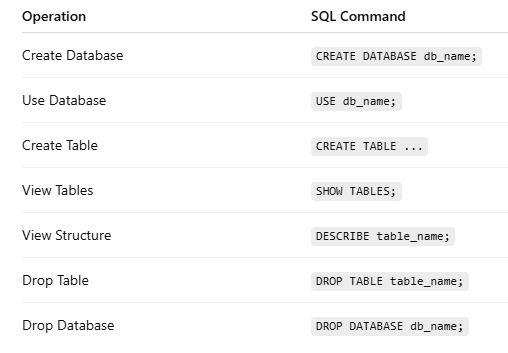 Operation SQL Command
Create Database CREATE DATABASE db_name;
Use Database USE db_name;
Create Table CREATE TABLE ...
View Tables SHOW TABLES;
View Structure DESCRIBE table_name;
Drop Table DROP TABLE table_name;
Drop Database DROP DATABASE db_name;